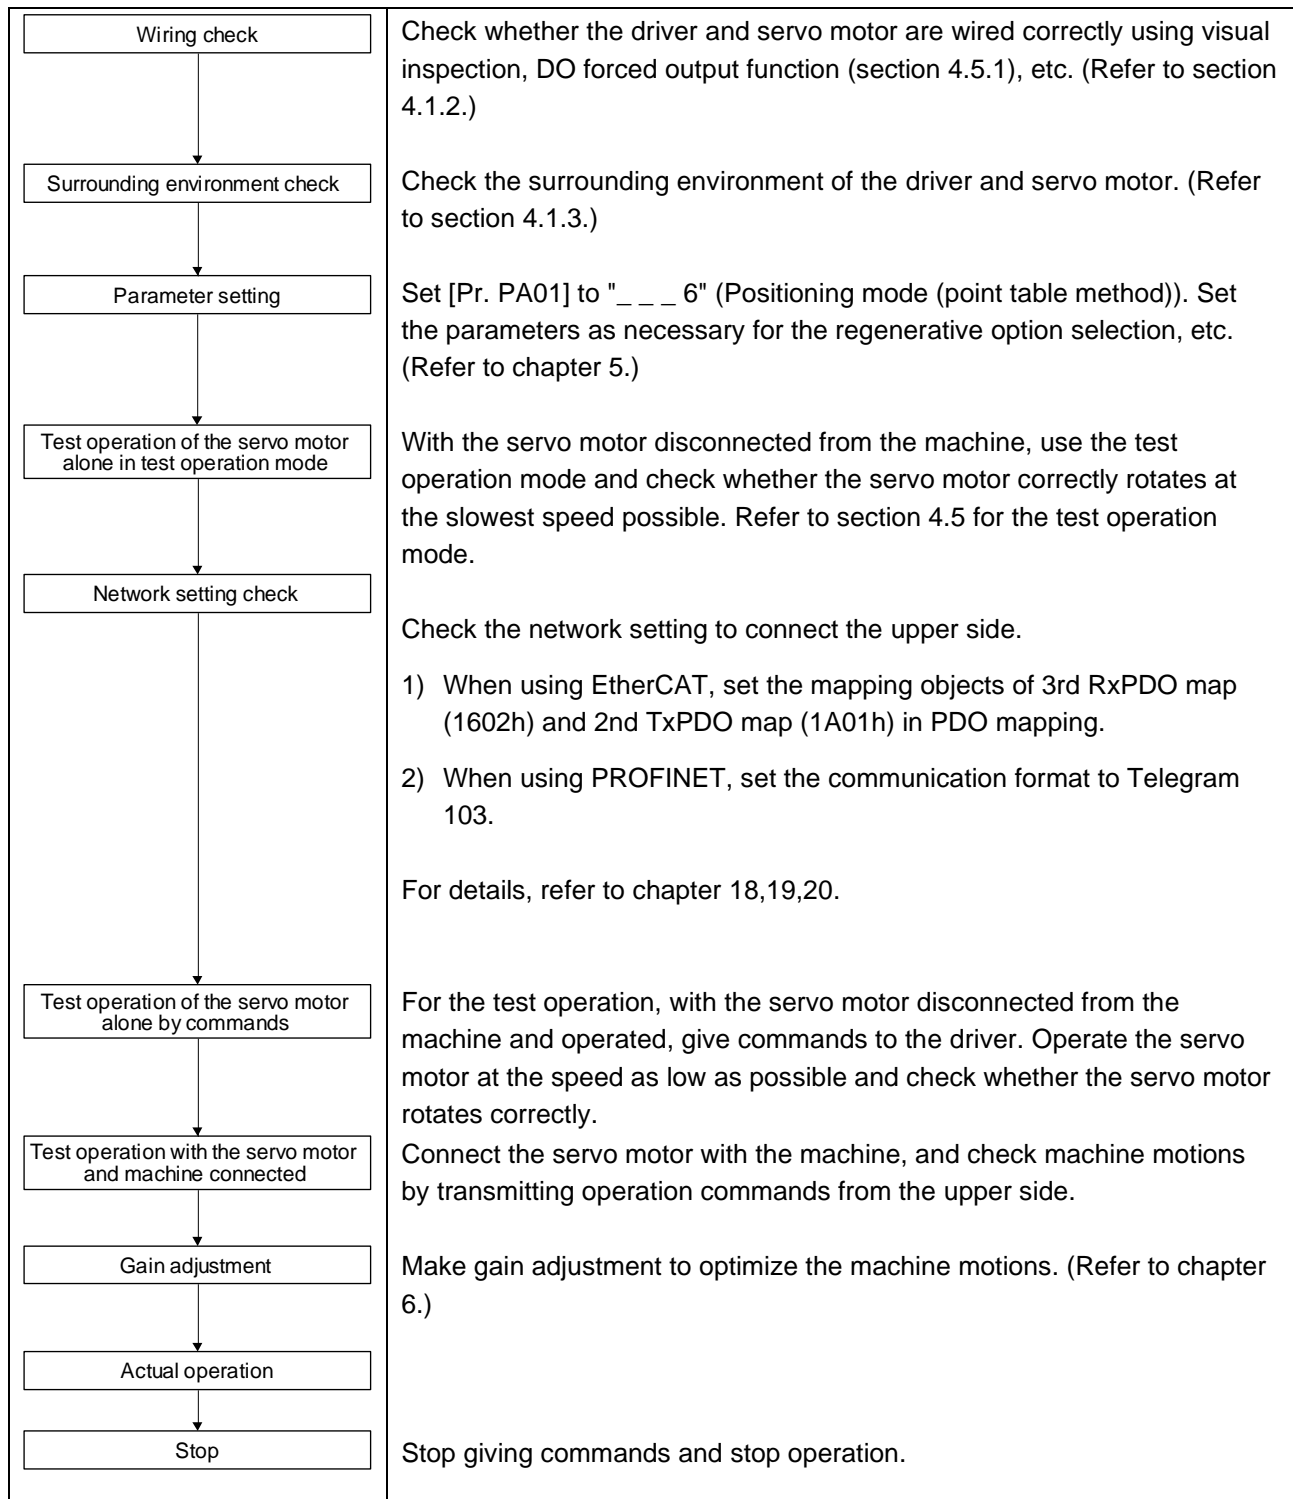 Wiring check
Check whether the driver and servo motor are wired correctly using visual
inspection, DO forced output function (section 4.5.1), etc. (Refer to section
4.1.2.)
Surrounding environment check
Check the surrounding environment of the driver and servo motor. (Refer
to section 4.1.3.)
Parameter setting
Set [Pr. PA01] to "_ _ _ 6" (Positioning mode (point table method)). Set
the parameters as necessary for the regenerative option selection, etc.
(Refer to chapter 5.)
Test operation of the servo motor
alone in test operation mode
With the servo motor disconnected from the machine, use the test
operation mode and check whether the servo motor correctly rotates at
the slowest speed possible. Refer to section 4.5 for the test operation
mode.
Network setting check
Check the network setting to connect the upper side.
1) When using EtherCAT, set the mapping objects of 3rd RxPDO map
(1602h) and 2nd TxPDO map (1A01h) in PDO mapping.
2) When using PROFINET, set the communication format to Telegram
103.
For details, refer to chapter 18,19,20.
Test operation of the servo motor
alone by commands
For the test operation, with the servo motor disconnected from the
machine and operated, give commands to the driver. Operate the servo
motor at the speed as low as possible and check whether the servo motor
rotates correctly.
Test operation with the servo motor
and machine connected
Connect the servo motor with the machine, and check machine motions
by transmitting operation commands from the upper side.
Gain adjustment
Make gain adjustment to optimize the machine motions. (Refer to chapter
6.)
Actual operation
Stop
Stop giving commands and stop operation.